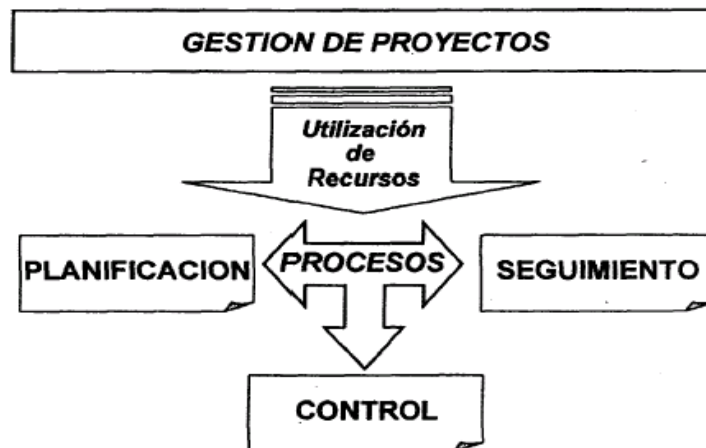 GESTION DE PROYECTOS
Utilización
de
Recursos
PLANIFICACION
PROCESOS
SEGUIMIENTO
CONTROL